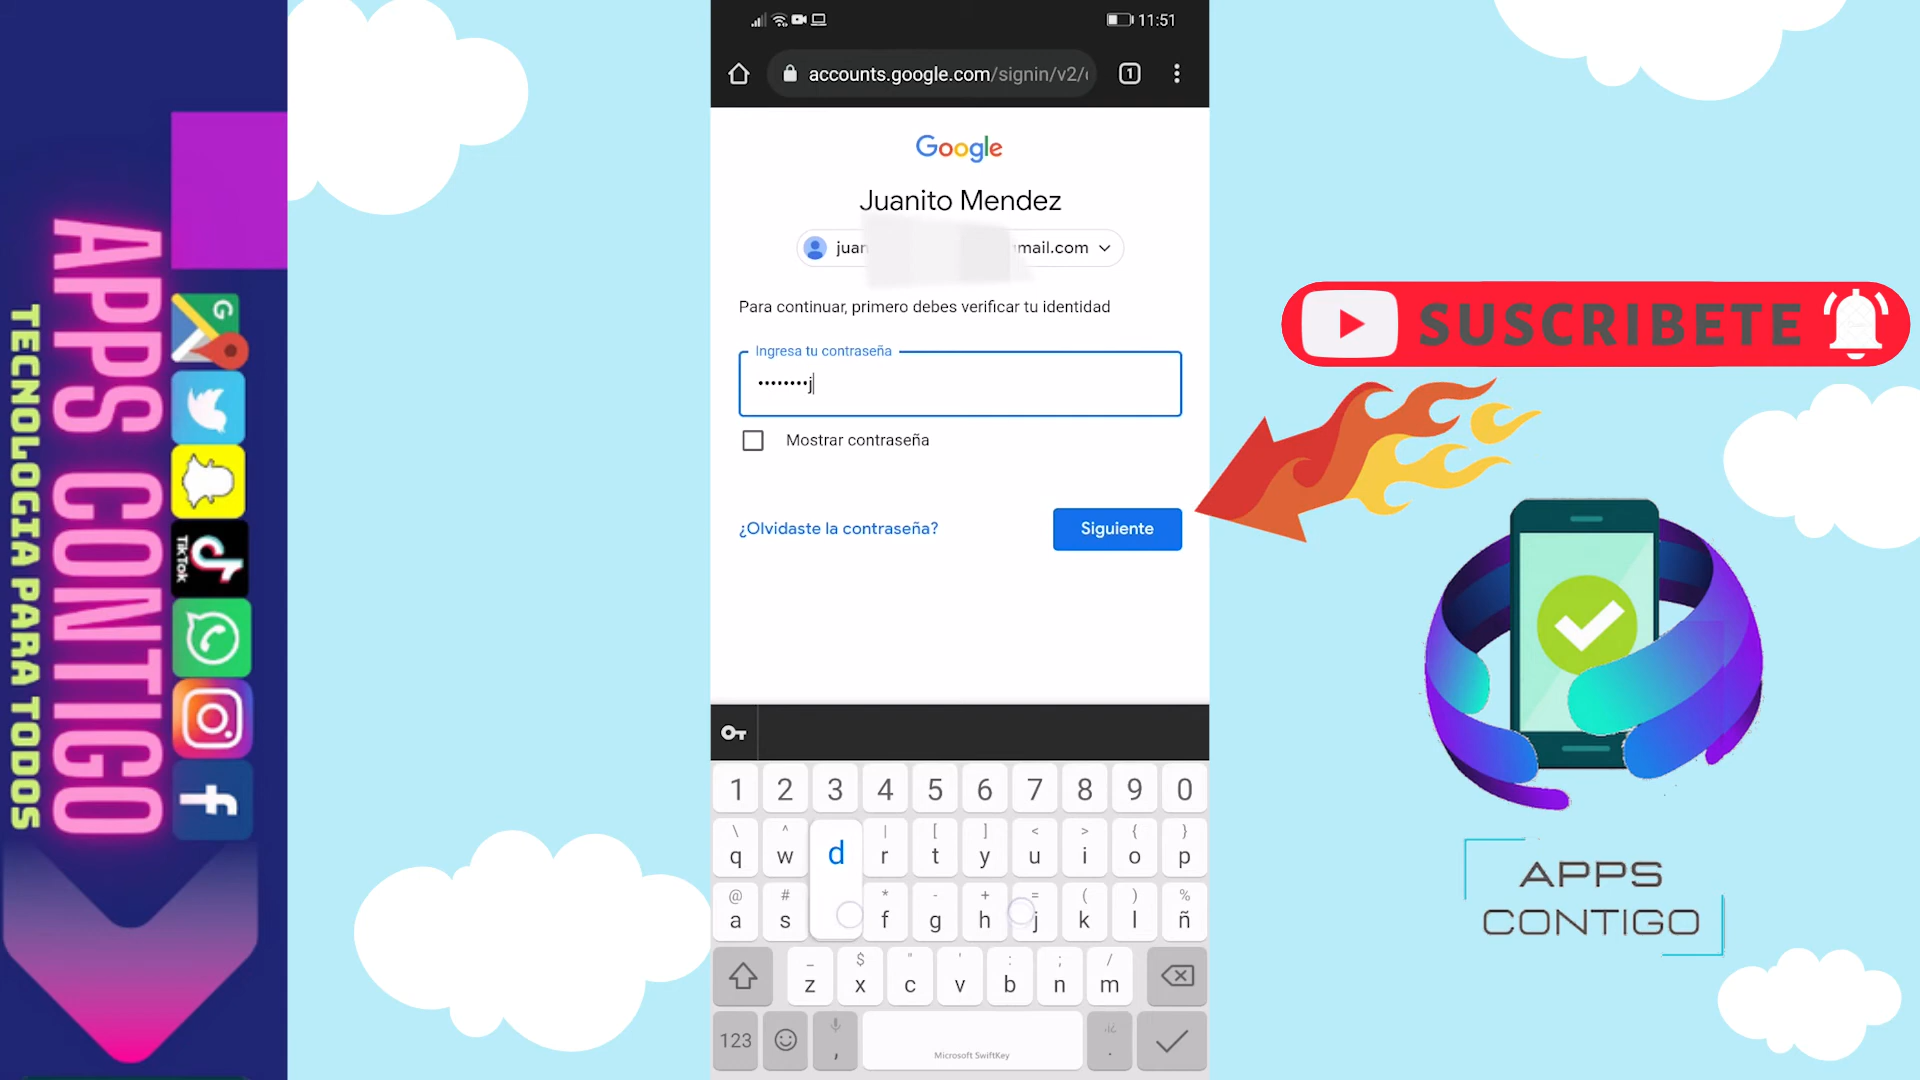 APPS CONTIGO
TECNOLOGIA PARA TODOS
G
TikTok
f
11:51
accounts.google.com/signin/v2/
1
Google
Juanito Mendez
juan
mail.com
Para continuar, primero debes verificar tu identidad
Ingresa tu contraseña
••••••••j
Mostrar contraseña
¿Olvidaste la contraseña?
Siguiente
1 2 3 4 5 6 7 8 9 0
\ ^ | [ ] < > { }
q w d r t y u i o p
@ # * - + = ( ) %
a s f g h j k l ñ
_ $ " ' : ; /
z x c v b n m
123 , Microsoft SwiftKey .
SUSCRIBETE
APPS
CONTIGO